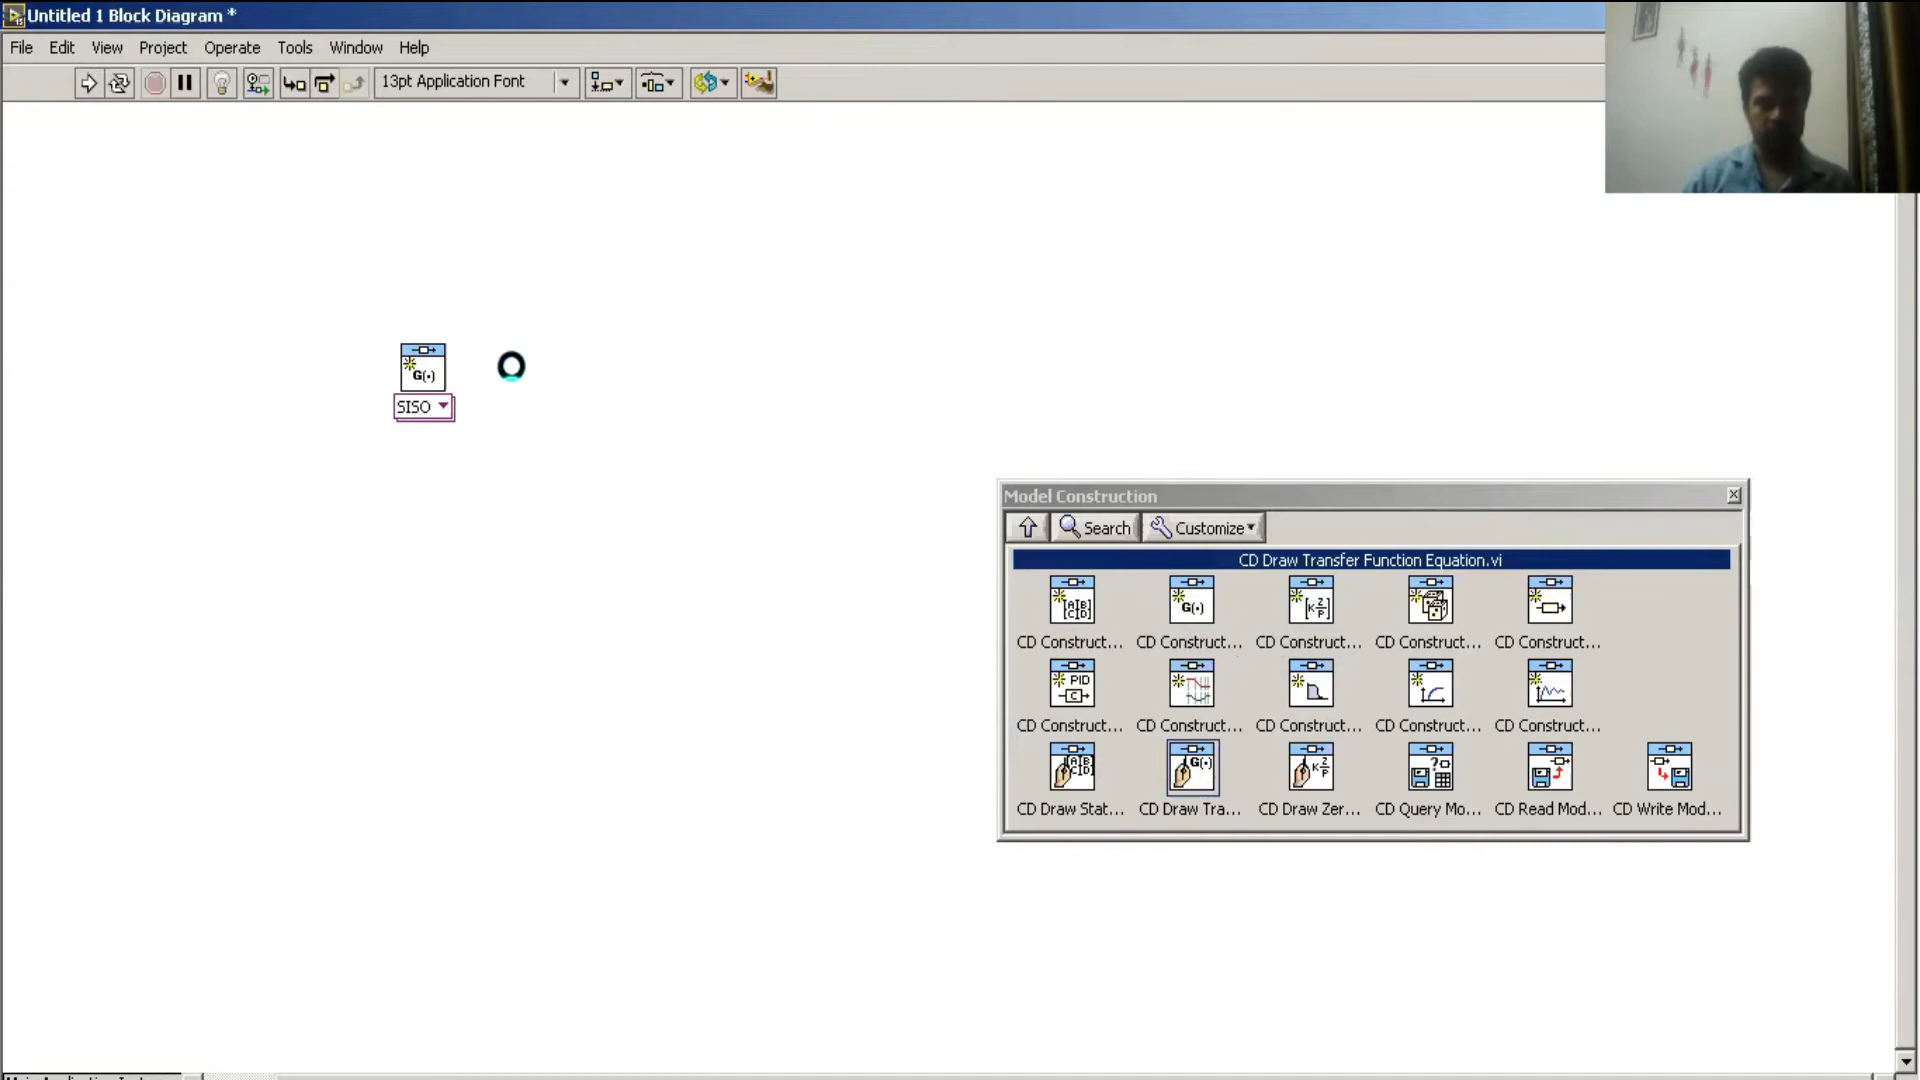 Untitled 1 Block Diagram *
File Edit View Project Operate Tools Window Help
13pt Application Font
G(•)
SISO
Model Construction
Search Customize
CD Draw Transfer Function Equation.vi
CD Construct... CD Construct... CD Construct... CD Construct... CD Construct...
PID
CD Construct... CD Construct... CD Construct... CD Construct... CD Construct...
CD Draw Stat... CD Draw Tra... CD Draw Zer... CD Query Mo... CD Read Mod... CD Write Mod...